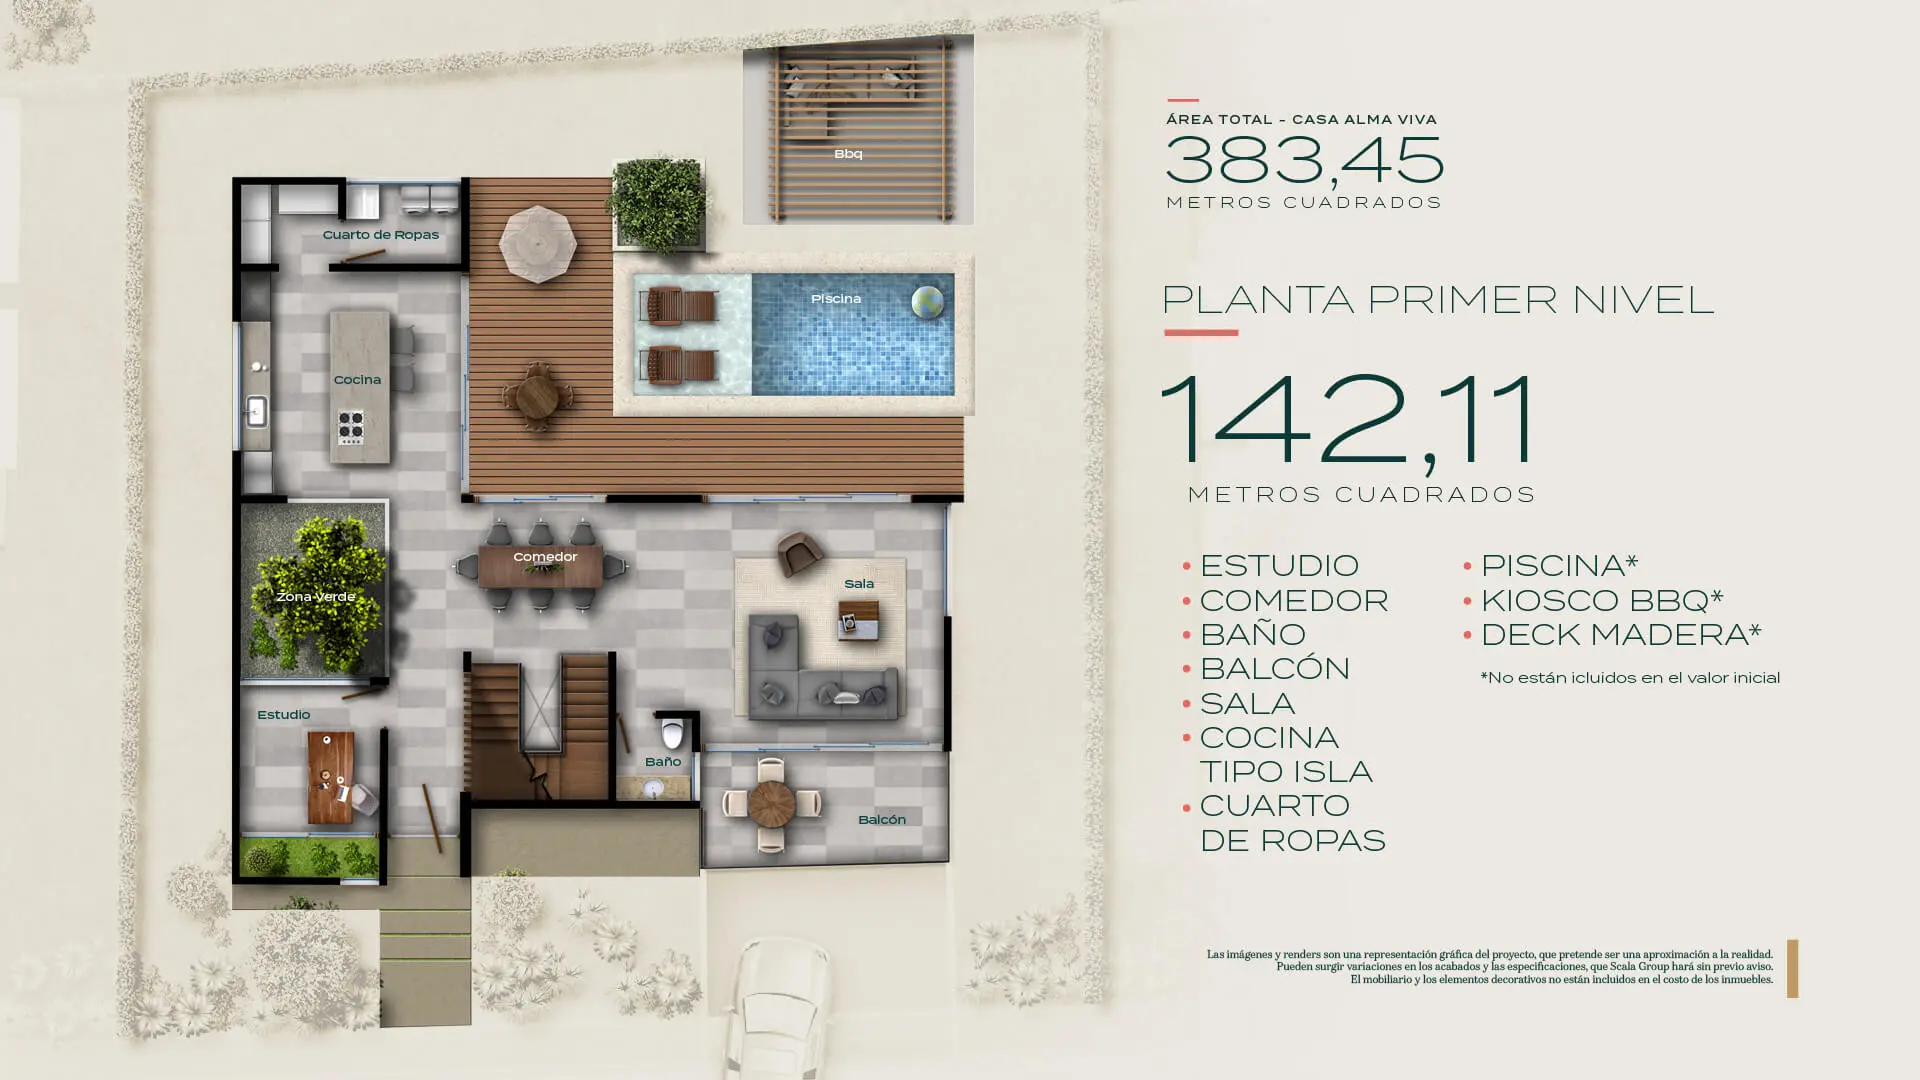 Bbq
Cuarto de Ropas
Piscina
Cocina
Comedor
Sala
Zona Verde
Estudio
Baño
Balcón
ÁREA TOTAL - CASA ALMA VIVA
383,45
METROS CUADRADOS
PLANTA PRIMER NIVEL
142,11
METROS CUADRADOS
• ESTUDIO
• COMEDOR
• BAÑO
• BALCÓN
• SALA
• COCINA
TIPO ISLA
• CUARTO
DE ROPAS
• PISCINA*
• KIOSCO BBQ*
• DECK MADERA*
*No están icluidos en el valor inicial
Las imágenes y renders son una representación gráfica del proyecto, que pretende ser una aproximación a la realidad.
Pueden surgir variaciones en los acabados y las especificaciones, que Scala Group hará sin previo aviso.
El mobiliario y los elementos decorativos no están incluidos en el costo de los inmuebles.